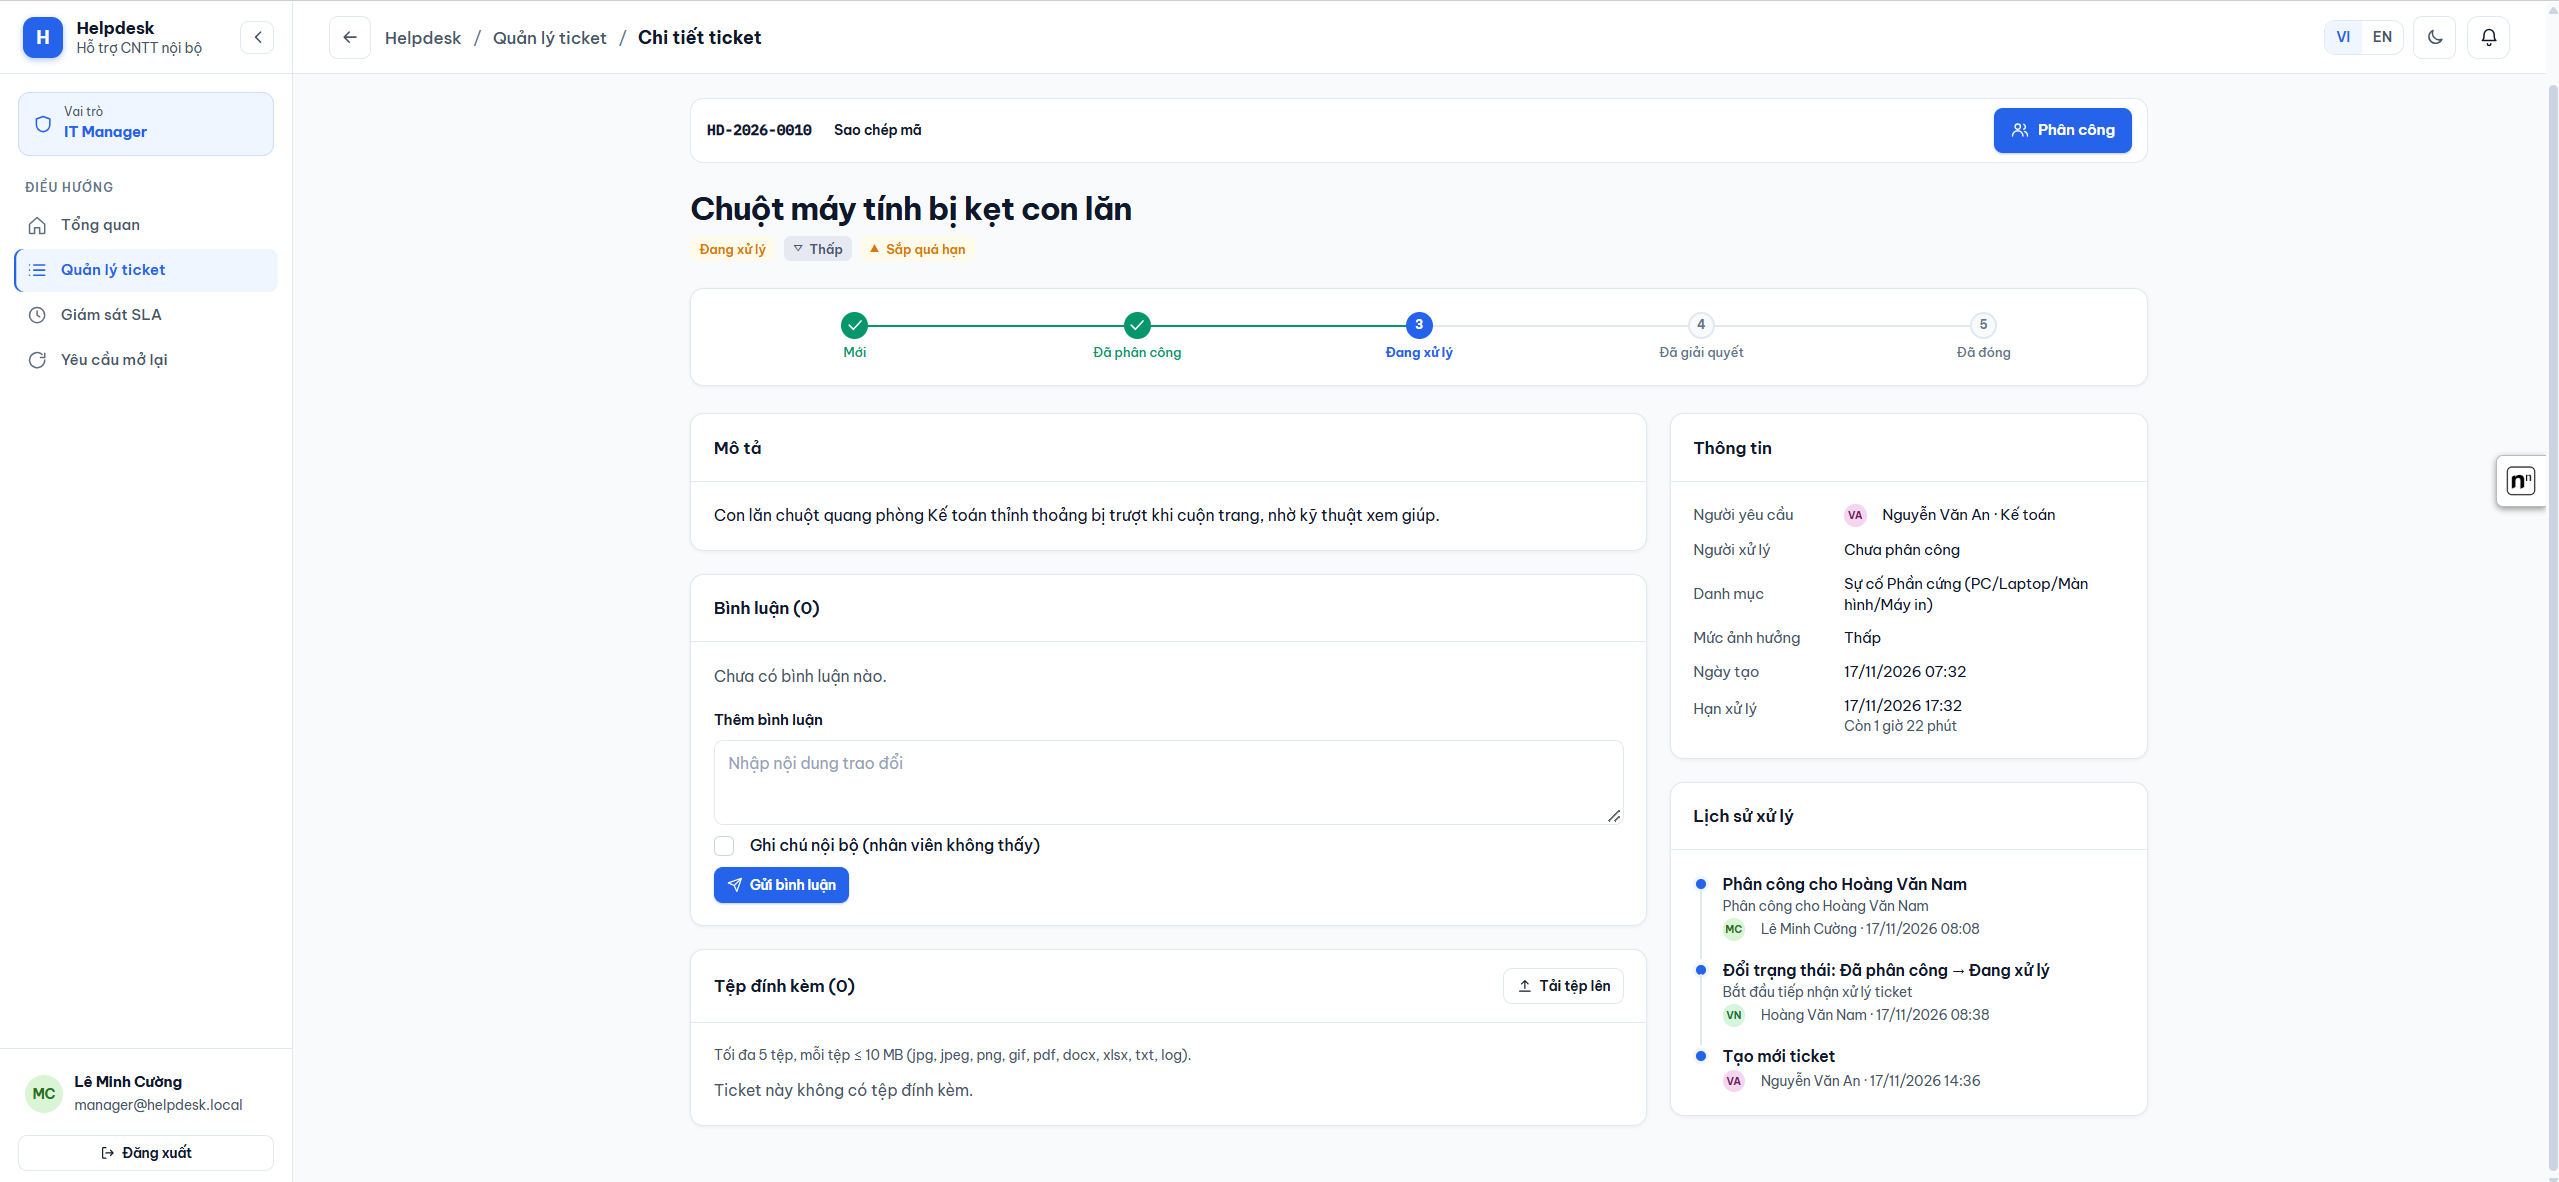 H
Helpdesk
Hỗ trợ CNTT nội bộ
Vai trò
IT Manager
ĐIỀU HƯỚNG
Tổng quan
Quản lý ticket
Giám sát SLA
Yêu cầu mở lại
MC
Lê Minh Cường
manager@helpdesk.local
Đăng xuất
Helpdesk / Quản lý ticket / Chi tiết ticket
VI EN
HD-2026-0010 Sao chép mã
Phân công
Chuột máy tính bị kẹt con lăn
Đang xử lý Thấp Sắp quá hạn
3 4 5
Mới Đã phân công Đang xử lý Đã giải quyết Đã đóng
Mô tả
Con lăn chuột quang phòng Kế toán thỉnh thoảng bị trượt khi cuộn trang, nhờ kỹ thuật xem giúp.
Bình luận (0)
Chưa có bình luận nào.
Thêm bình luận
Nhập nội dung trao đổi
Ghi chú nội bộ (nhân viên không thấy)
Gửi bình luận
Tệp đính kèm (0)
Tải tệp lên
Tối đa 5 tệp, mỗi tệp ≤ 10 MB (jpg, jpeg, png, gif, pdf, docx, xlsx, txt, log).
Ticket này không có tệp đính kèm.
Thông tin
Người yêu cầu VA Nguyễn Văn An · Kế toán
Người xử lý Chưa phân công
Danh mục Sự cố Phần cứng (PC/Laptop/Màn
hình/Máy in)
Mức ảnh hưởng Thấp
Ngày tạo 17/11/2026 07:32
Hạn xử lý 17/11/2026 17:32
Còn 1 giờ 22 phút
Lịch sử xử lý
Phân công cho Hoàng Văn Nam
Phân công cho Hoàng Văn Nam
MC Lê Minh Cường · 17/11/2026 08:08
Đổi trạng thái: Đã phân công → Đang xử lý
Bắt đầu tiếp nhận xử lý ticket
VN Hoàng Văn Nam · 17/11/2026 08:38
Tạo mới ticket
VA Nguyễn Văn An · 17/11/2026 14:36
nn